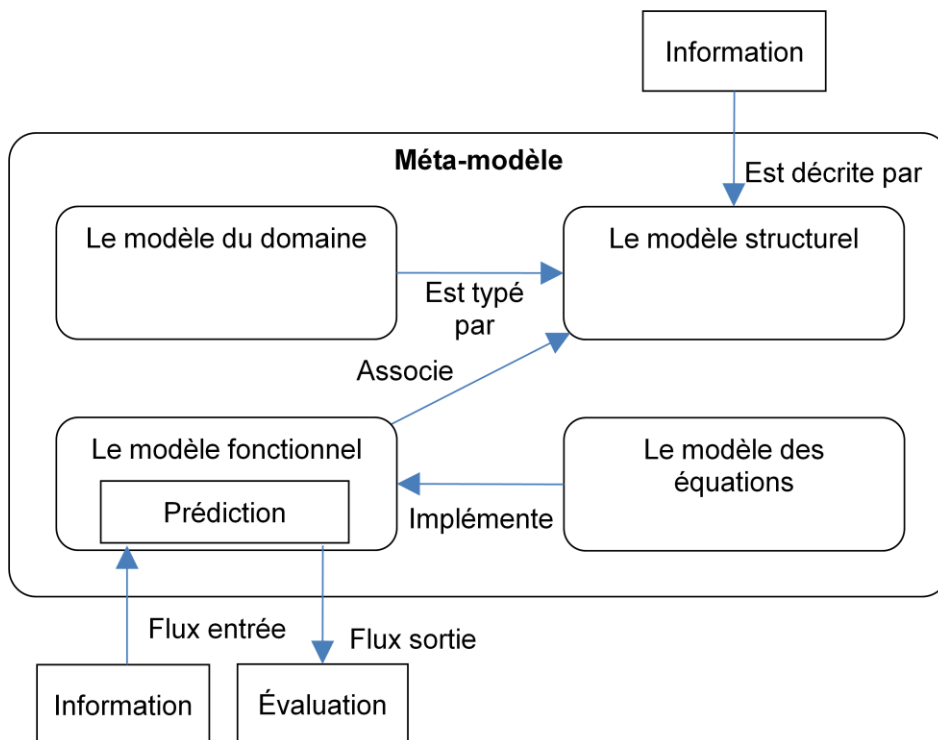 Information
Méta-modèle
Est décrite par
Le modèle du domaine
Le modèle structurel
Est typé
par
Associe
Le modèle fonctionnel
Prédiction
Le modèle des
équations
Implémente
Flux entrée
Flux sortie
Information
Évaluation